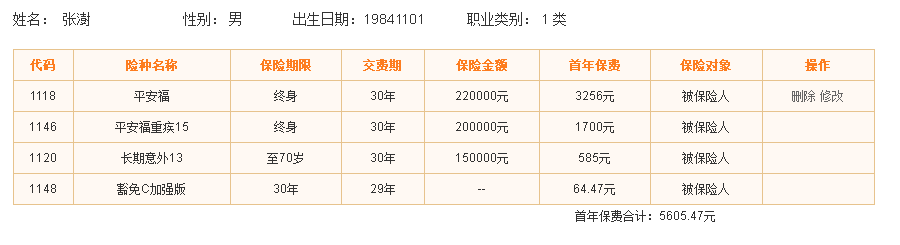 姓名： 张澍 性别： 男 出生日期：19841101 职业类别： 1 类
代码 险种名称 保险期限 交费期 保险金额 首年保费 保险对象 操作
1118 平安福 终身 30年 220000元 3256元 被保险人 删除 修改
1146 平安福重疾15 终身 30年 200000元 1700元 被保险人
1120 长期意外13 至70岁 30年 150000元 585元 被保险人
1148 豁免C加强版 30年 29年 -- 64.47元 被保险人
首年保费合计：5605.47元